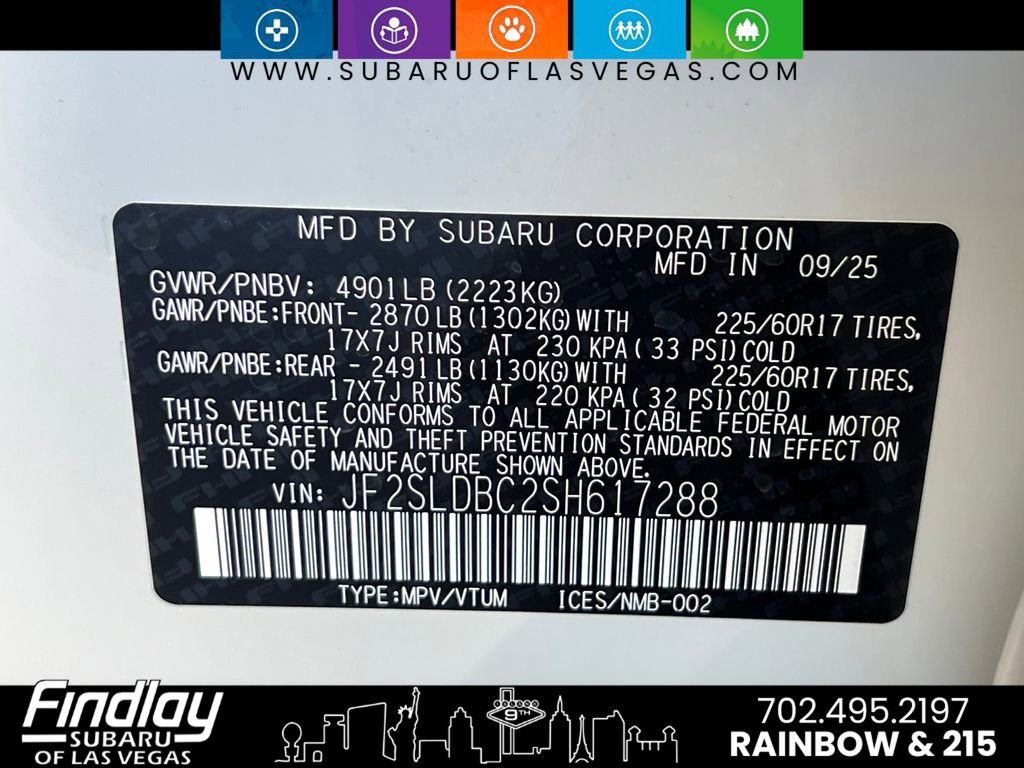 WWW.SUBARUOFLASVEGAS.COM
MFD BY SUBARU CORPORATION
MFD IN 09/25
GVWR/PNBV: 4901LB (2223KG)
GAWR/PNBE:FRONT- 2870 LB (1302KG) WITH 225/60R17 TIRES,
17X7J RIMS AT 230 KPA ( 33 PSI) COLD
GAWR/PNBE:REAR - 2491 LB (1130KG) WITH 225/60R17 TIRES,
17X7J RIMS AT 220 KPA ( 32 PSI) COLD
THIS VEHICLE CONFORMS TO ALL APPLICABLE FEDERAL MOTOR
VEHICLE SAFETY AND THEFT PREVENTION STANDARDS IN EFFECT ON
THE DATE OF MANUFACTURE SHOWN ABOVE.
VIN: JF2SLDBC2SH617288
TYPE:MPV/VTUM ICES/NMB-002
Findlay
SUBARU
OF LAS VEGAS
9TH
702.495.2197
RAINBOW & 215